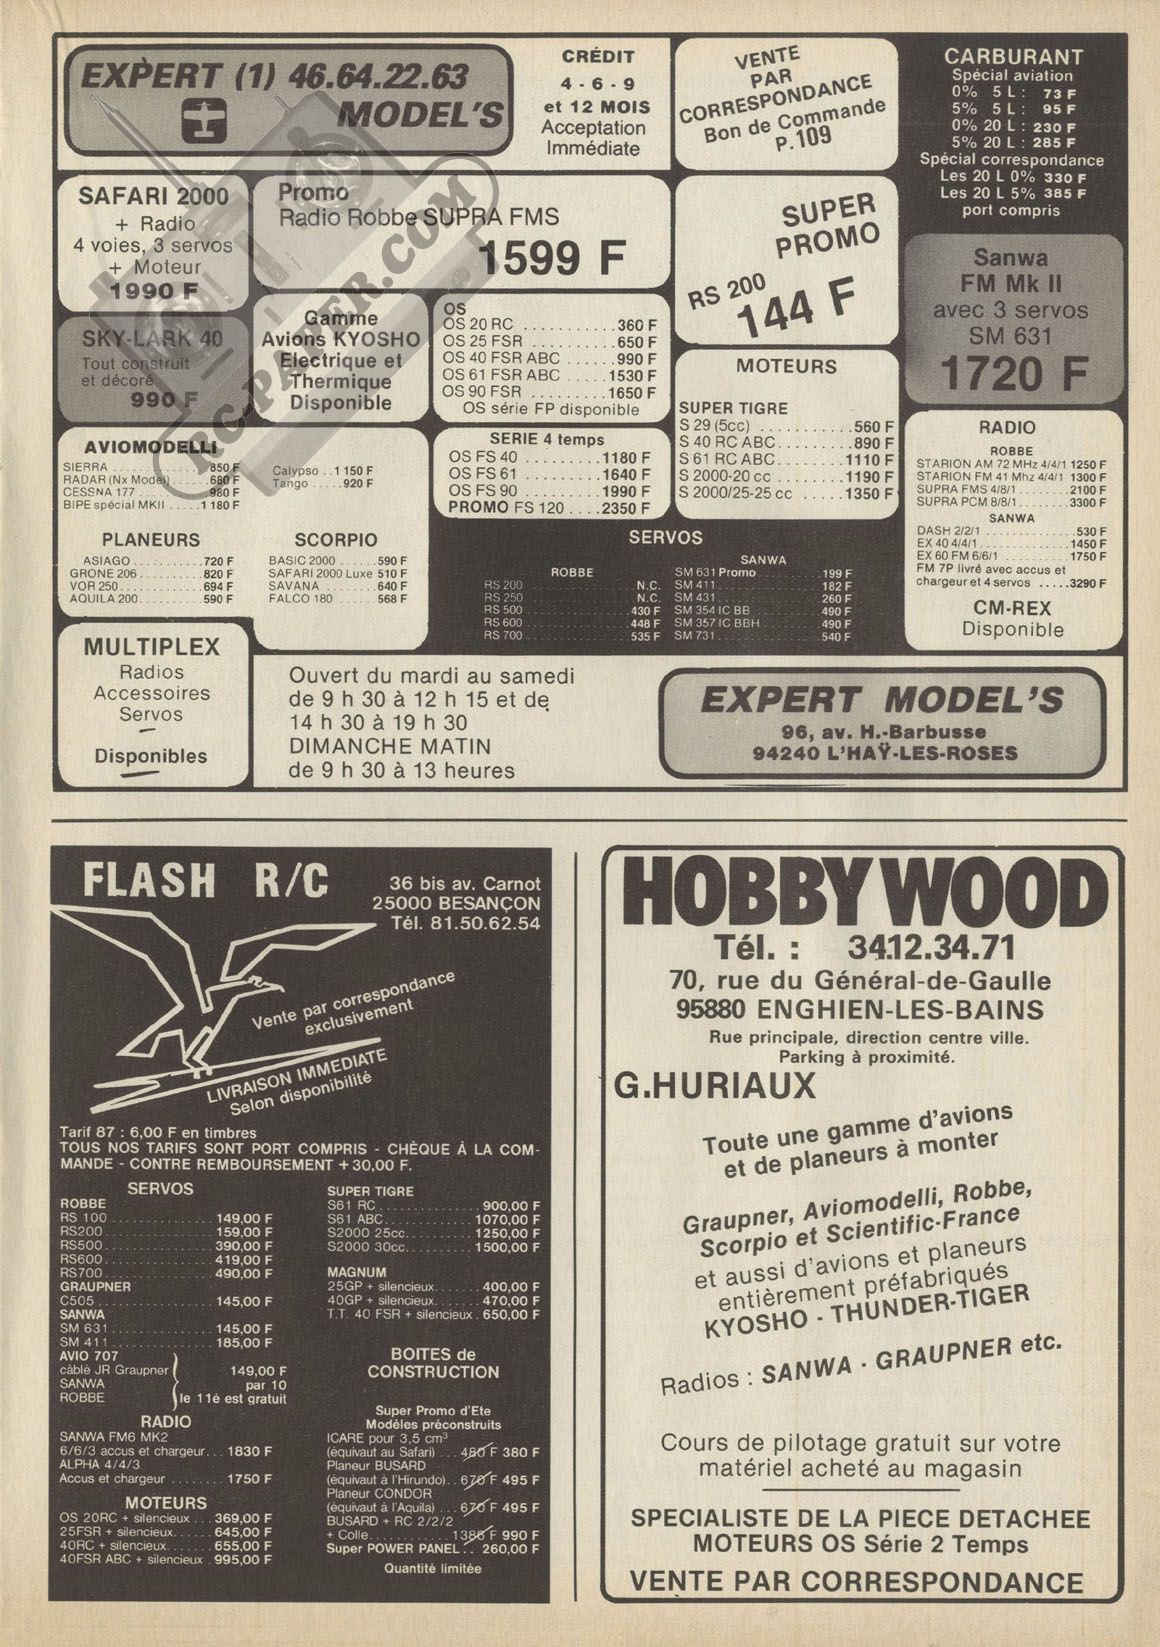 EXPERT (1) 46.64.22.63
MODEL'S
CRÉDIT
4 - 6 - 9
et 12 MOIS
Acceptation
Immédiate
VENTE
PAR
CORRESPONDANCE
Bon de Commande
P.109
CARBURANT
Spécial aviation
0% 5 L : 73 F
5% 5 L : 95 F
0% 20 L : 230 F
5% 20 L : 285 F
Spécial correspondance
Les 20 L 0% 330 F
Les 20 L 5% 385 F
port compris
SAFARI 2000
+ Radio
4 voies, 3 servos
+ Moteur
1990 F
Promo
Radio Robbe SUPRA FMS
1599 F
SUPER
PROMO
RS 200
144 F
Sanwa
FM Mk II
avec 3 servos
SM 631
1720 F
SKY-LARK 40
Tout construit
et décoré
990 F
Gamme
Avions KYOSHO
Electrique et
Thermique
Disponible
OS
OS 20 RC ........... 360 F
OS 25 FSR .......... 650 F
OS 40 FSR ABC ...... 990 F
OS 61 FSR ABC ..... 1530 F
OS 90 FSR ......... 1650 F
OS série FP disponible
MOTEURS
SUPER TIGRE
S 29 (5cc) ........... 560 F
S 40 RC ABC ......... 890 F
S 61 RC ABC ........ 1110 F
S 2000-20 cc ....... 1190 F
S 2000/25-25 cc .... 1350 F
AVIOMODELLI
SIERRA ............. 850 F
RADAR (Nx Model) ..... 680 F
CESSNA 177 ......... 980 F
BIPE spécial MKII ..... 1 180 F
Calypso .. 1 150 F
Tango ..... 920 F
SERIE 4 temps
OS FS 40 ......... 1180 F
OS FS 61 ......... 1640 F
OS FS 90 ......... 1990 F
PROMO FS 120 .... 2350 F
RADIO
ROBBE
STARION AM 72 MHz 4/4/1 1250 F
STARION FM 41 Mhz 4/4/1 1300 F
SUPRA FMS 4/8/1 ......... 2100 F
SUPRA PCM 8/8/1 ......... 3300 F
SANWA
DASH 2/2/1 .............. 530 F
EX 40 4/4/1 ............. 1450 F
EX 60 FM 6/6/1 .......... 1750 F
FM 7P livré avec accus et
chargeur et 4 servos ..... 3290 F
CM-REX
Disponible
PLANEURS
ASIAGO ........... 720 F
GRONE 206 ........ 820 F
VOR 250 .......... 694 F
AQUILA 200 ....... 590 F
SCORPIO
BASIC 2000 ...... 590 F
SAFARI 2000 Luxe 510 F
SAVANA ......... 640 F
FALCO 180 ....... 568 F
SERVOS
ROBBE
RS 200 ........ N.C.
RS 250 ........ N.C.
RS 500 ........ 430 F
RS 600 ........ 448 F
RS 700 ........ 535 F
SANWA
SM 631 Promo ........ 199 F
SM 411 ........ 182 F
SM 431 ........ 260 F
SM 354 IC BB ........ 490 F
SM 357 IC BBH ........ 490 F
SM 731 ........ 540 F
MULTIPLEX
Radios
Accessoires
Servos
Disponibles
Ouvert du mardi au samedi
de 9 h 30 à 12 h 15 et de
14 h 30 à 19 h 30
DIMANCHE MATIN
de 9 h 30 à 13 heures
EXPERT MODEL'S
96, av. H.-Barbusse
94240 L'HAŸ-LES-ROSES
RC-PAPER.COM
FLASH R/C
36 bis av. Carnot
25000 BESANÇON
Tél. 81.50.62.54
Vente par correspondance
exclusivement
LIVRAISON IMMEDIATE
Selon disponibilité
Tarif 87 : 6,00 F en timbres
TOUS NOS TARIFS SONT PORT COMPRIS - CHÈQUE À LA COM-
MANDE - CONTRE REMBOURSEMENT + 30,00 F.
SERVOS
ROBBE
RS 100 ............. 149,00 F
RS200 .............. 159,00 F
RS500 .............. 390,00 F
RS600 .............. 419,00 F
RS700 .............. 490,00 F
GRAUPNER
C505 ............... 145,00 F
SANWA
SM 631 ............. 145,00 F
SM 411 ............. 185,00 F
AVIO 707
câblé JR Graupner 149,00 F
SANWA par 10
ROBBE le 11è est gratuit
RADIO
SANWA FM6 MK2
6/6/3 accus et chargeur... 1830 F
ALPHA 4/4/3
Accus et chargeur ........ 1750 F
MOTEURS
OS 20RC + silencieux ... 369,00 F
25FSR + silencieux...... 645,00 F
40RC + silencieux....... 655,00 F
40FSR ABC + silencieux . 995,00 F
SUPER TIGRE
S61 RC ............. 900,00 F
S61 ABC ........... 1070,00 F
S2000 25cc ........ 1250,00 F
S2000 30cc ........ 1500,00 F
MAGNUM
25GP + silencieux....... 400,00 F
40GP + silencieux....... 470,00 F
T.T. 40 FSR + silencieux . 650,00 F
BOITES de
CONSTRUCTION
Super Promo d'Ete
Modèles préconstruits
ICARE pour 3,5 cm³
(équivaut au Safari) ... 480 F 380 F
Planeur BUSARD
(équivaut à l'Hirundo) .. 670 F 495 F
Planeur CONDOR
(équivaut à l'Aquila) ... 670 F 495 F
BUSARD + RC 2/2/2
+ Colle............ 1386 F 990 F
Super POWER PANEL .. 260,00 F
Quantité limitée
HOBBY WOOD
Tél. : 34.12.34.71
70, rue du Général-de-Gaulle
95880 ENGHIEN-LES-BAINS
Rue principale, direction centre ville.
Parking à proximité.
G.HURIAUX
Toute une gamme d'avions
et de planeurs à monter
Graupner, Aviomodelli, Robbe,
Scorpio et Scientific-France
et aussi d'avions et planeurs
entièrement préfabriqués
KYOSHO - THUNDER-TIGER
Radios : SANWA - GRAUPNER etc.
Cours de pilotage gratuit sur votre
matériel acheté au magasin
SPECIALISTE DE LA PIECE DETACHEE
MOTEURS OS Série 2 Temps
VENTE PAR CORRESPONDANCE